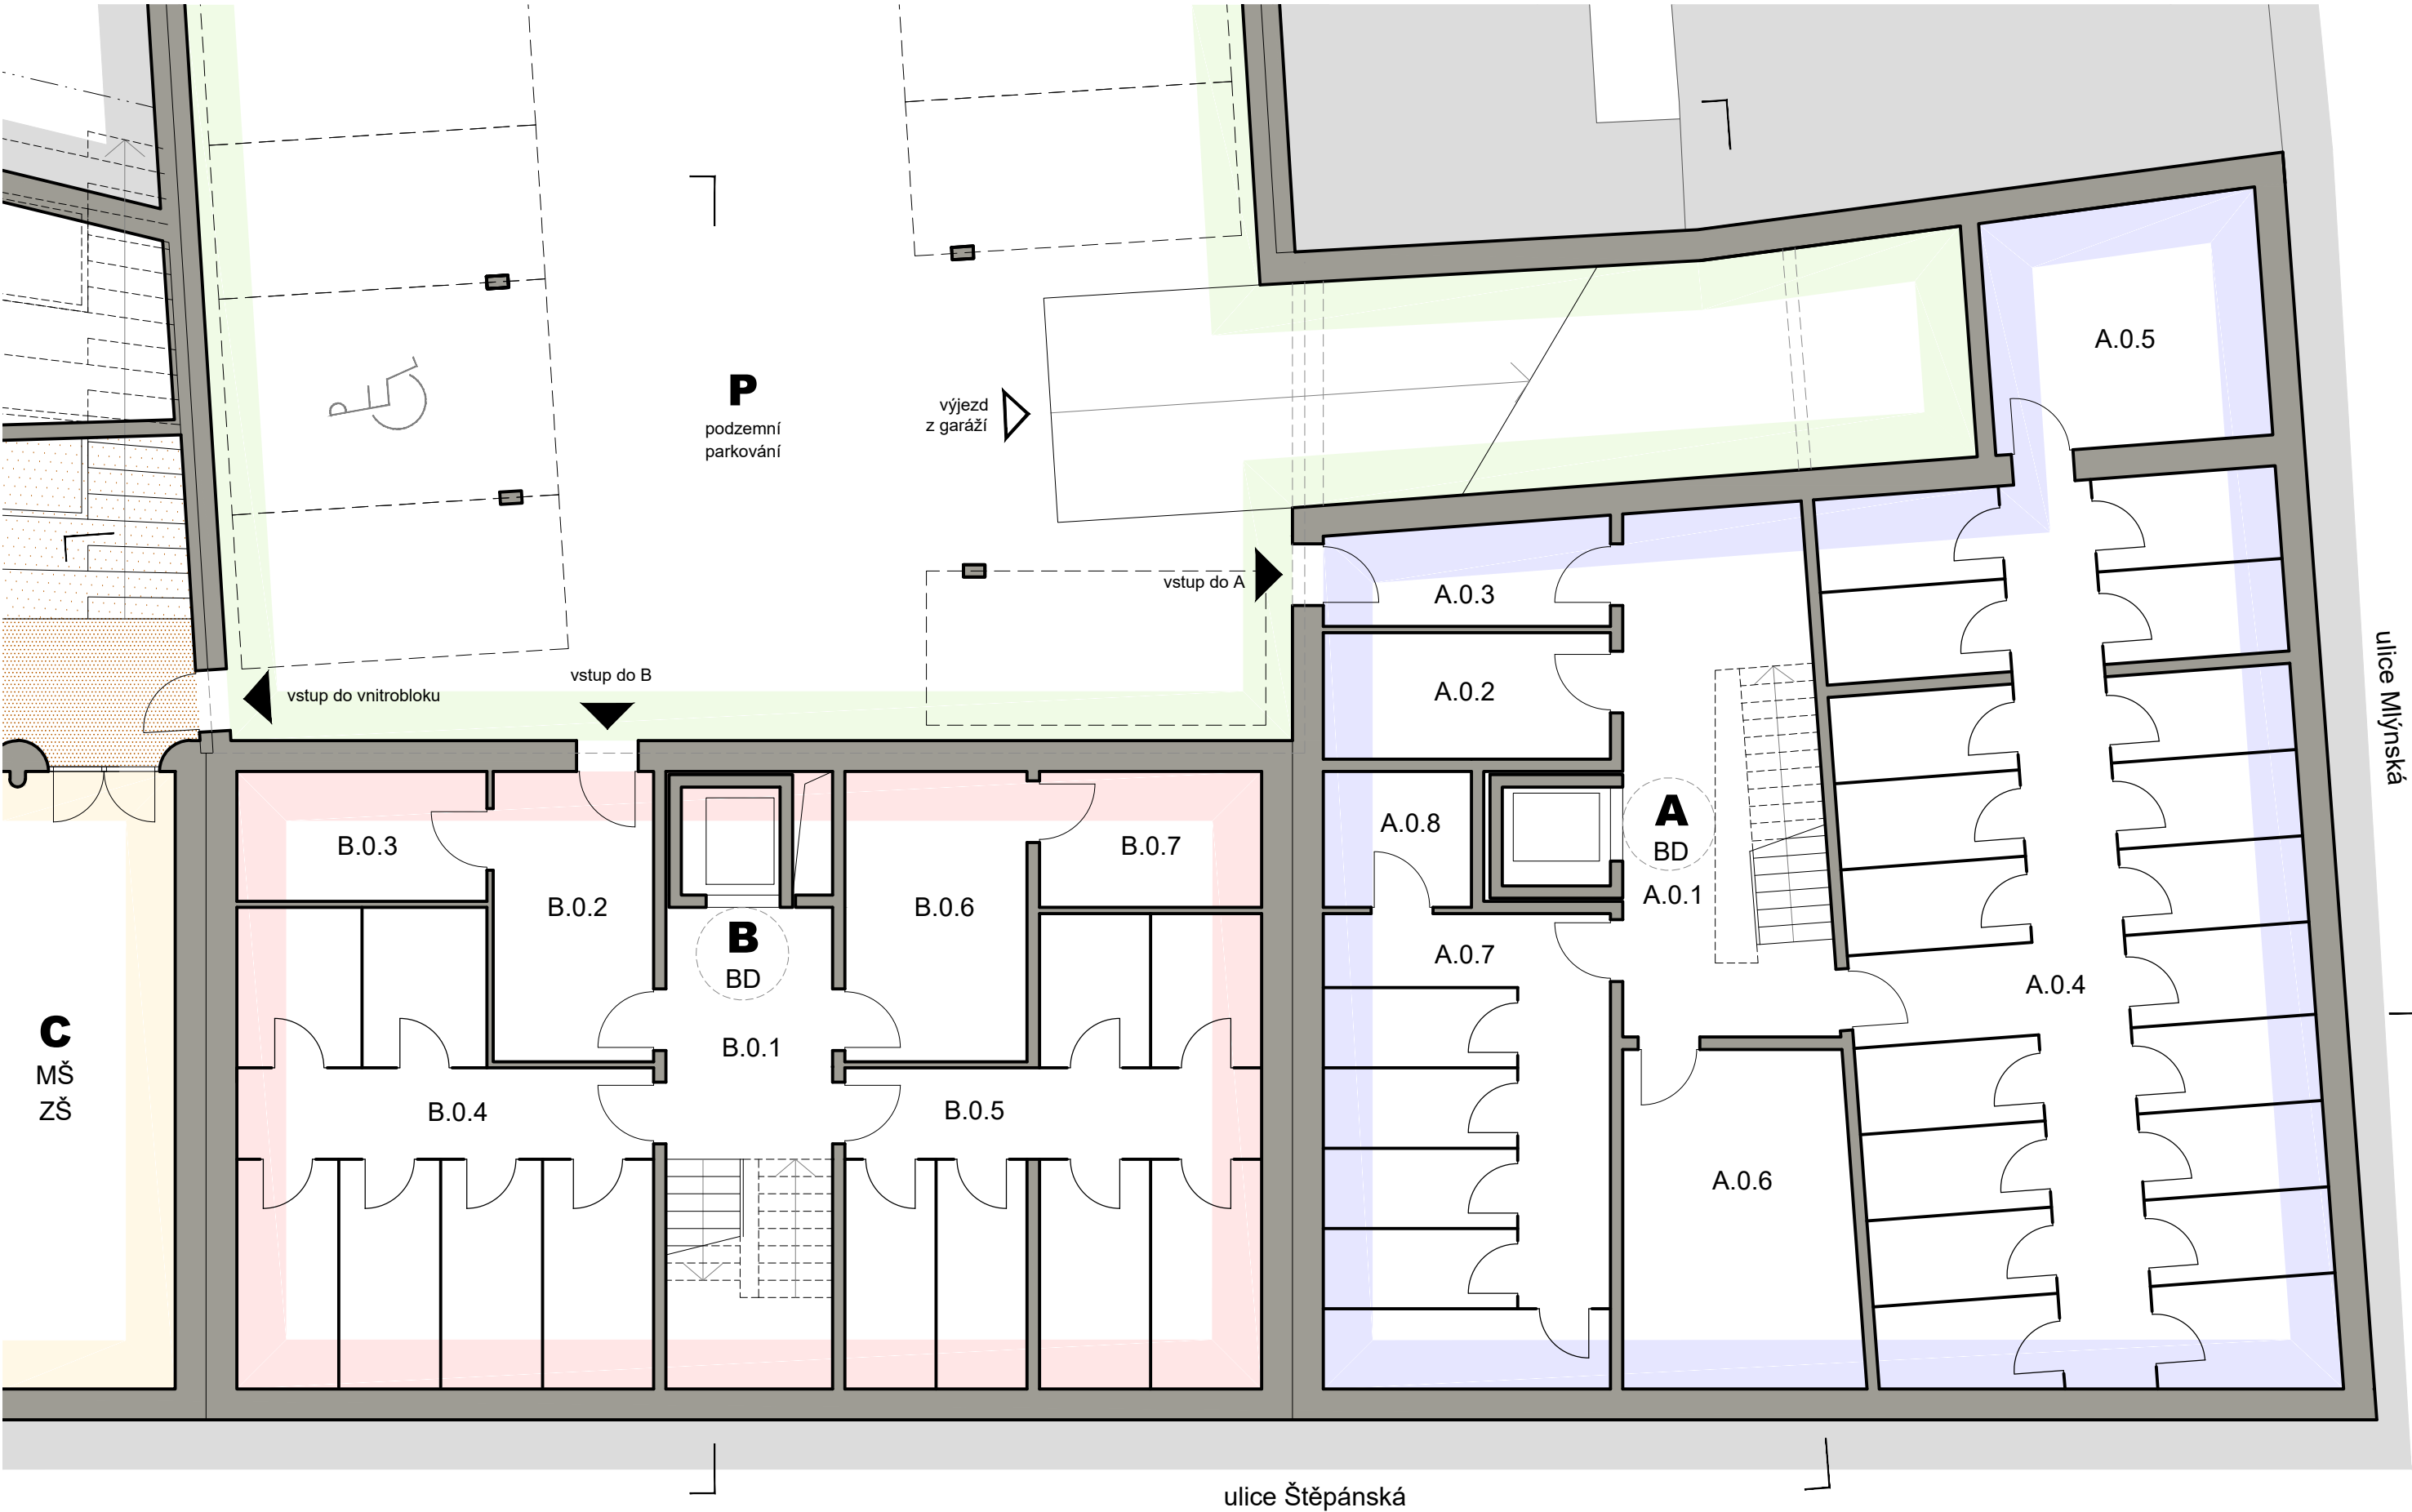 P
podzemní
parkování
výjezd
z garáží
vstup do A
vstup do B
vstup do vnitrobloku
A.0.5
A.0.3
A.0.2
A.0.8
A
BD
A.0.1
A.0.7
A.0.4
A.0.6
B.0.3
B.0.2
B
BD
B.0.6
B.0.7
B.0.1
B.0.4
B.0.5
C
MŠ
ZŠ
ulice Mlýnská
ulice Štěpánská